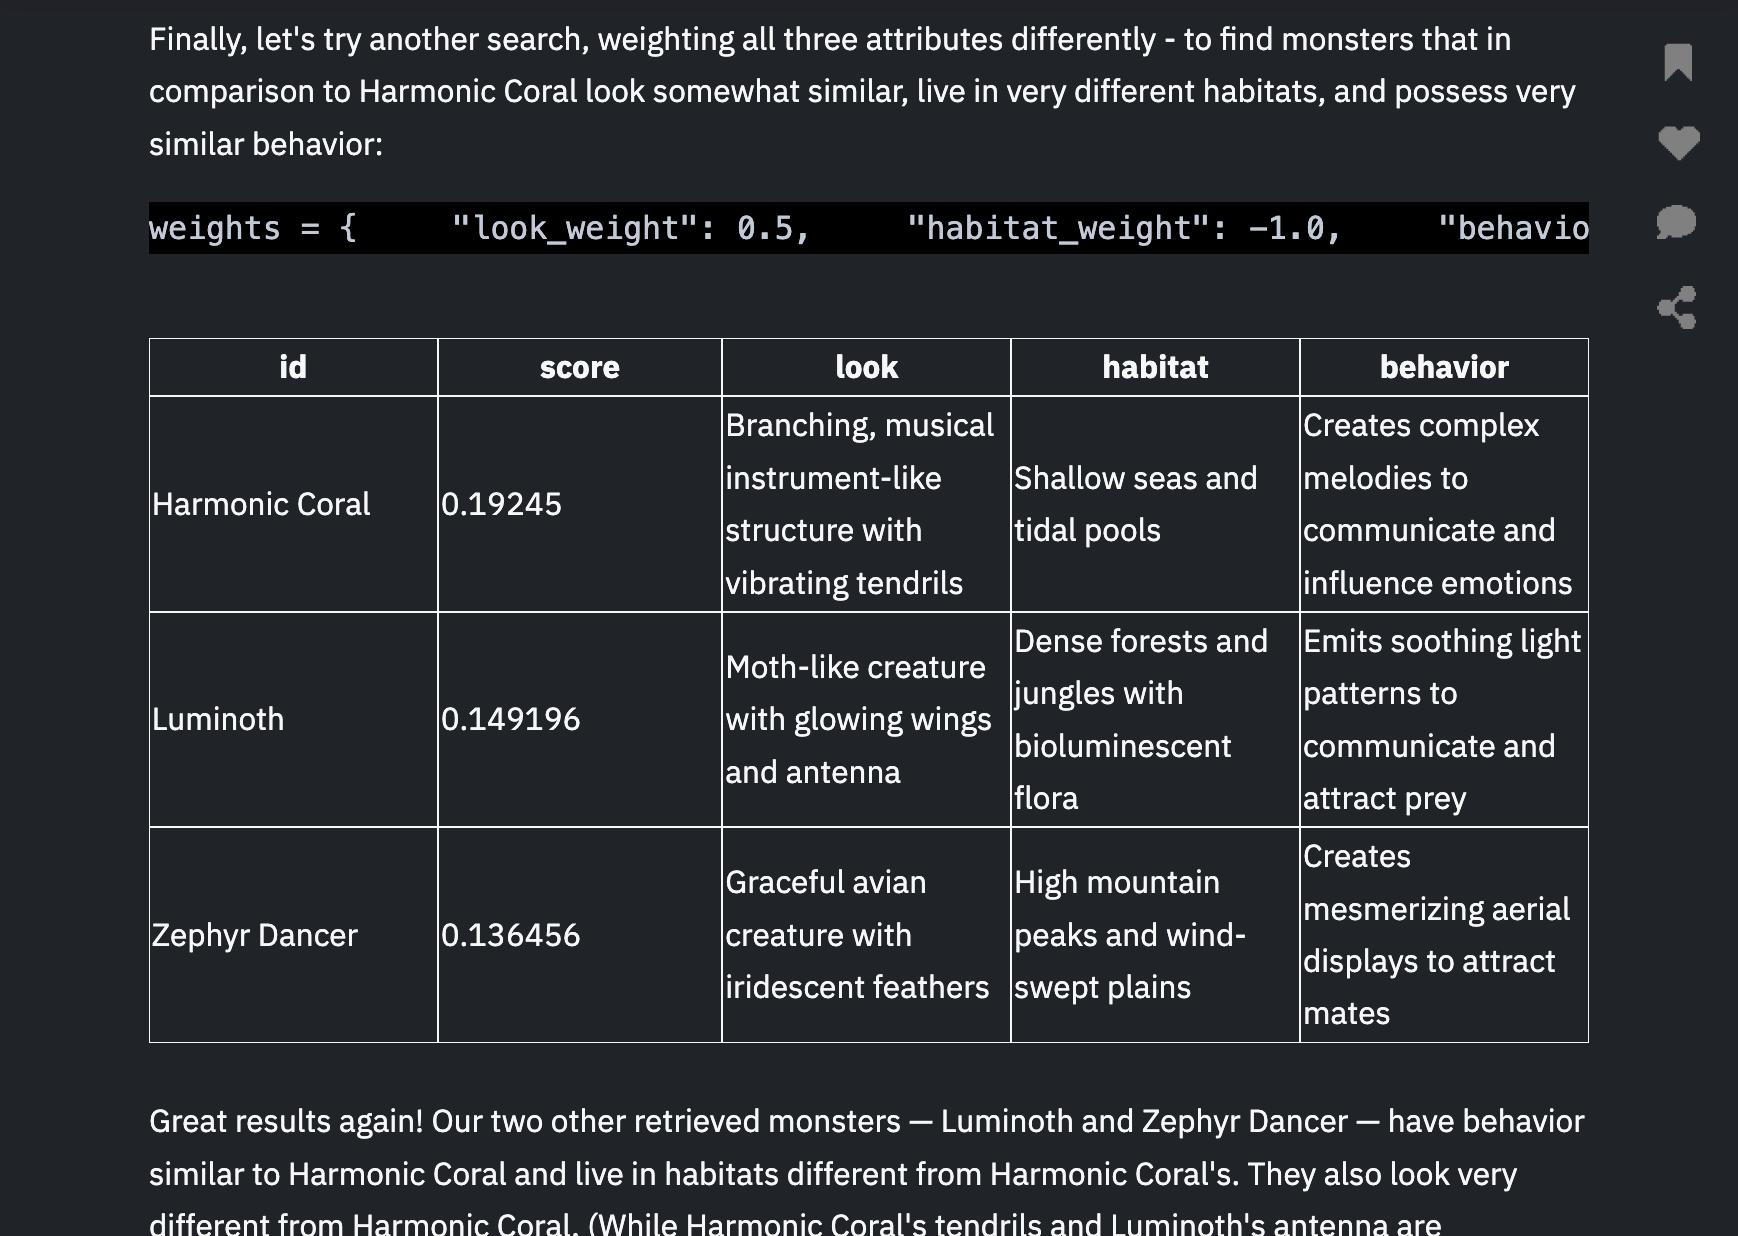 Finally, let's try another search, weighting all three attributes differently - to find monsters that in
comparison to Harmonic Coral look somewhat similar, live in very different habitats, and possess very
similar behavior:
weights = {     "look_weight": 0.5,     "habitat_weight": -1.0,     "behavio
id score look habitat behavior
Harmonic Coral
0.19245
Branching, musical
instrument-like
structure with
vibrating tendrils
Shallow seas and
tidal pools
Creates complex
melodies to
communicate and
influence emotions
Luminoth
0.149196
Moth-like creature
with glowing wings
and antenna
Dense forests and
jungles with
bioluminescent
flora
Emits soothing light
patterns to
communicate and
attract prey
Zephyr Dancer
0.136456
Graceful avian
creature with
iridescent feathers
High mountain
peaks and wind-
swept plains
Creates
mesmerizing aerial
displays to attract
mates
Great results again! Our two other retrieved monsters — Luminoth and Zephyr Dancer — have behavior
similar to Harmonic Coral and live in habitats different from Harmonic Coral's. They also look very
different from Harmonic Coral. (While Harmonic Coral's tendrils and Luminoth's antenna are